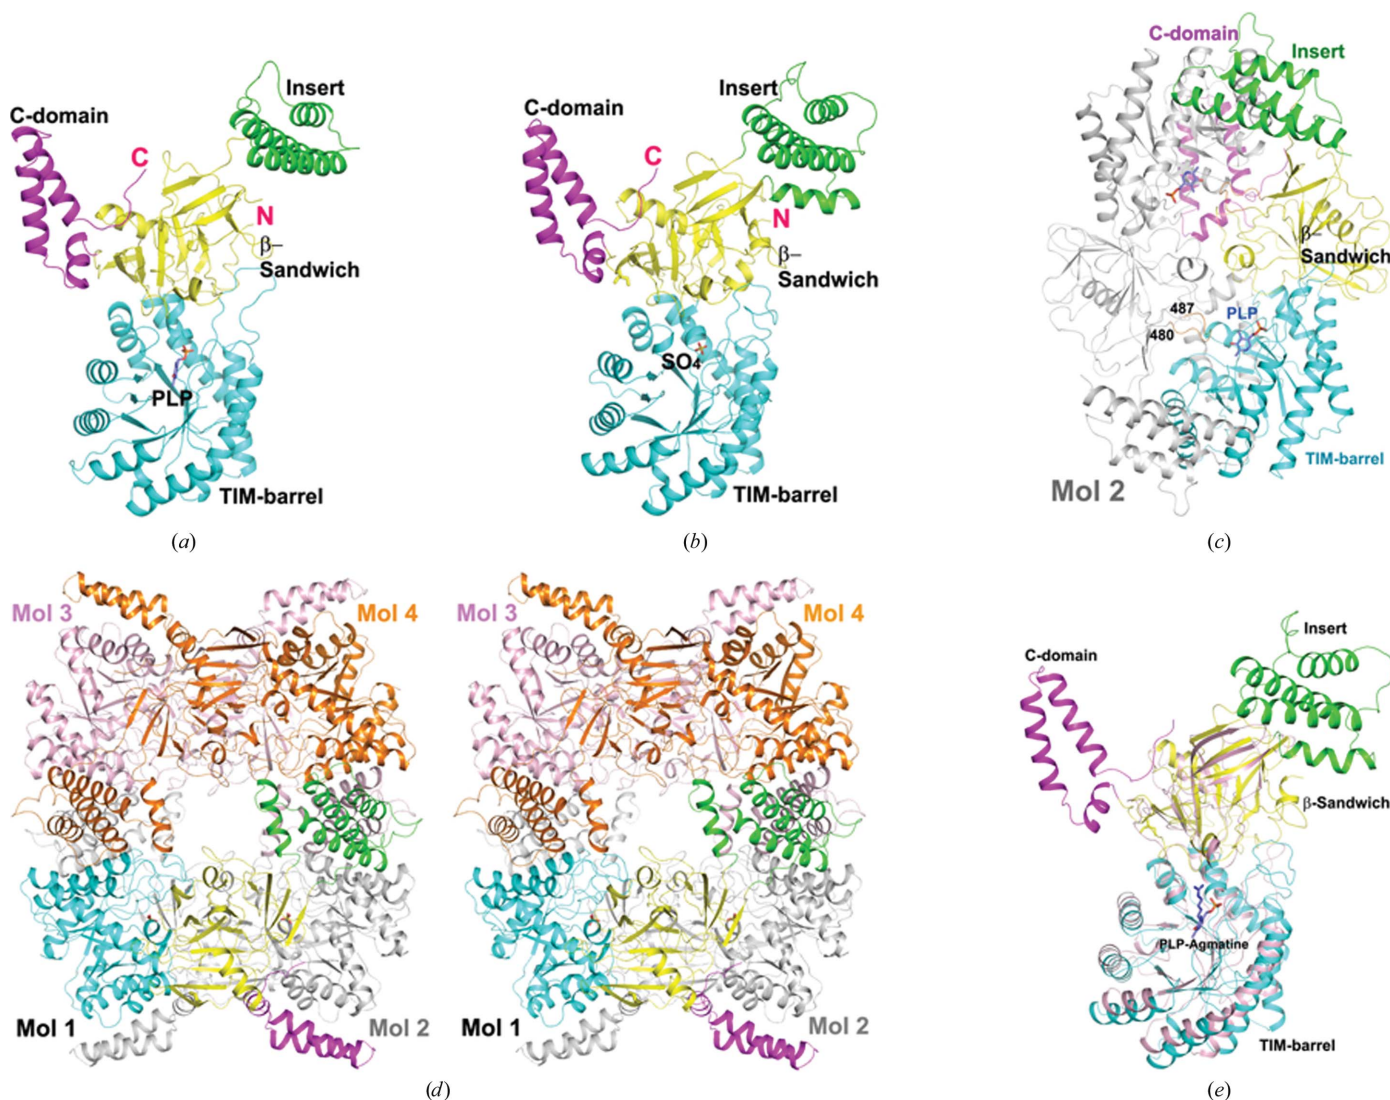 C-domain
Insert
C
N
β–
Sandwich
PLP
TIM-barrel
(a)
C-domain
Insert
C
N
β–
Sandwich
SO4
TIM-barrel
(b)
C-domain
Insert
β–
Sandwich
487
480
PLP
TIM-barrel
Mol 2
(c)
Mol 3
Mol 4
Mol 3
Mol 4
Mol 1
Mol 2
Mol 1
Mol 2
(d)
Insert
C-domain
β-Sandwich
PLP-Agmatine
TIM-barrel
(e)